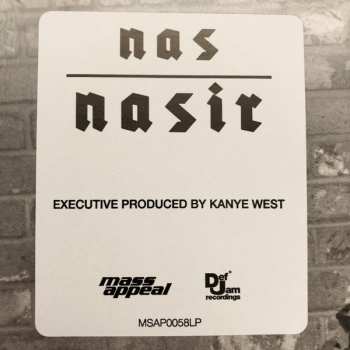 nas
nasir
EXECUTIVE PRODUCED BY KANYE WEST
mass
appeal
Def
Jam
recordings
MSAP0058LP